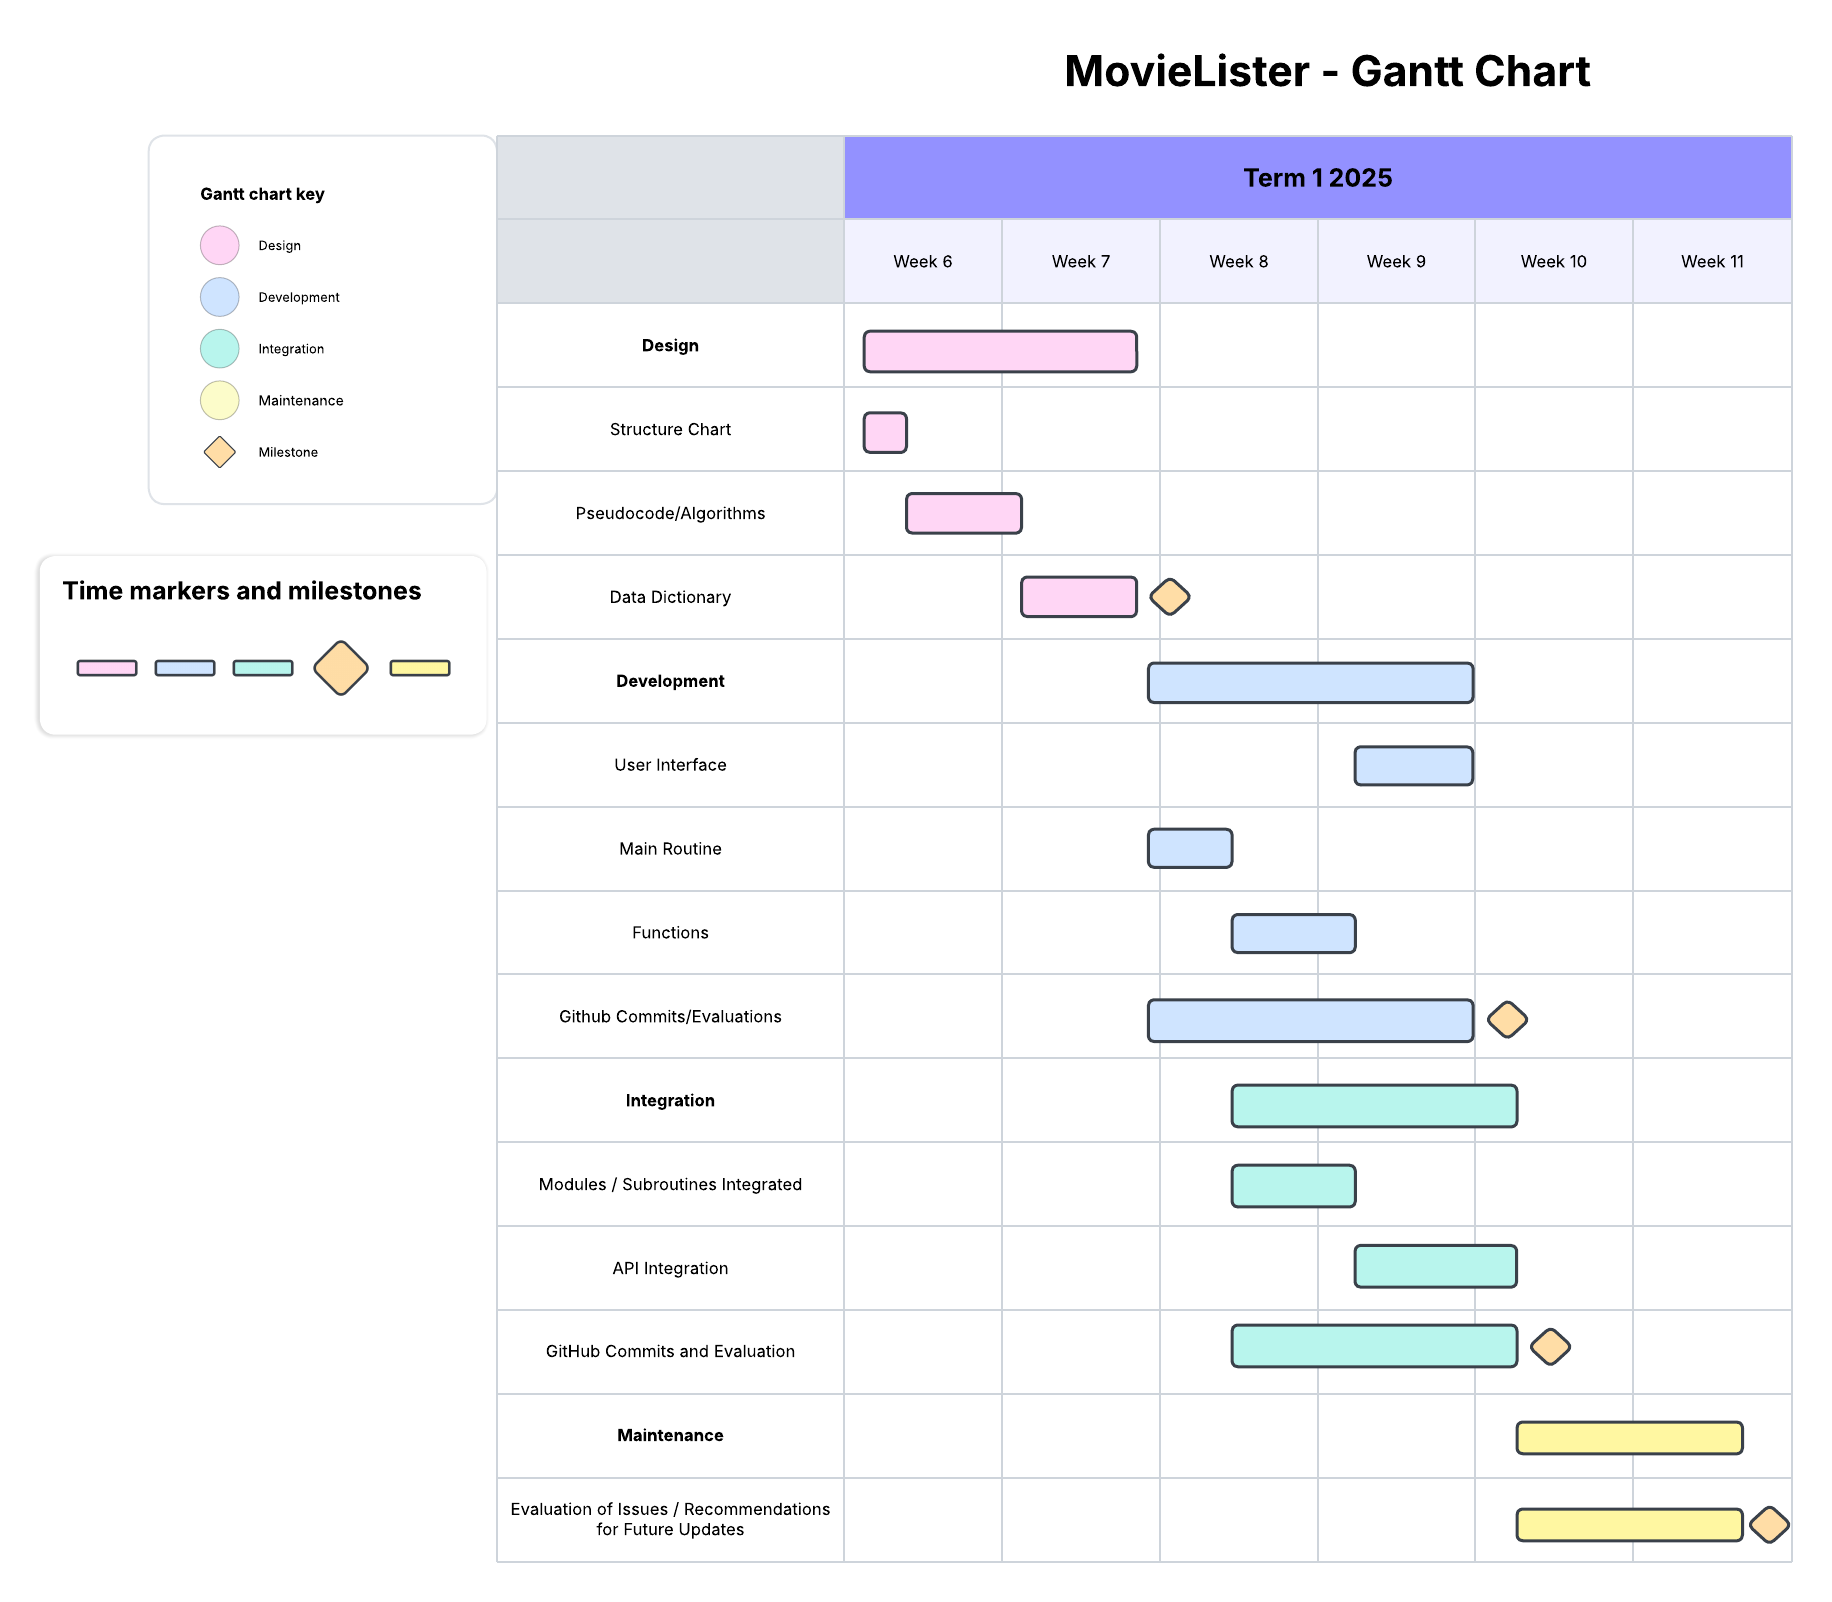 MovieLister - Gantt Chart
Gantt chart key
Design
Development
Integration
Maintenance
Milestone
Time markers and milestones
Term 1 2025
Week 6
Week 7
Week 8
Week 9
Week 10
Week 11
Design
Structure Chart
Pseudocode/Algorithms
Data Dictionary
Development
User Interface
Main Routine
Functions
Github Commits/Evaluations
Integration
Modules / Subroutines Integrated
API Integration
GitHub Commits and Evaluation
Maintenance
Evaluation of Issues / Recommendations
for Future Updates